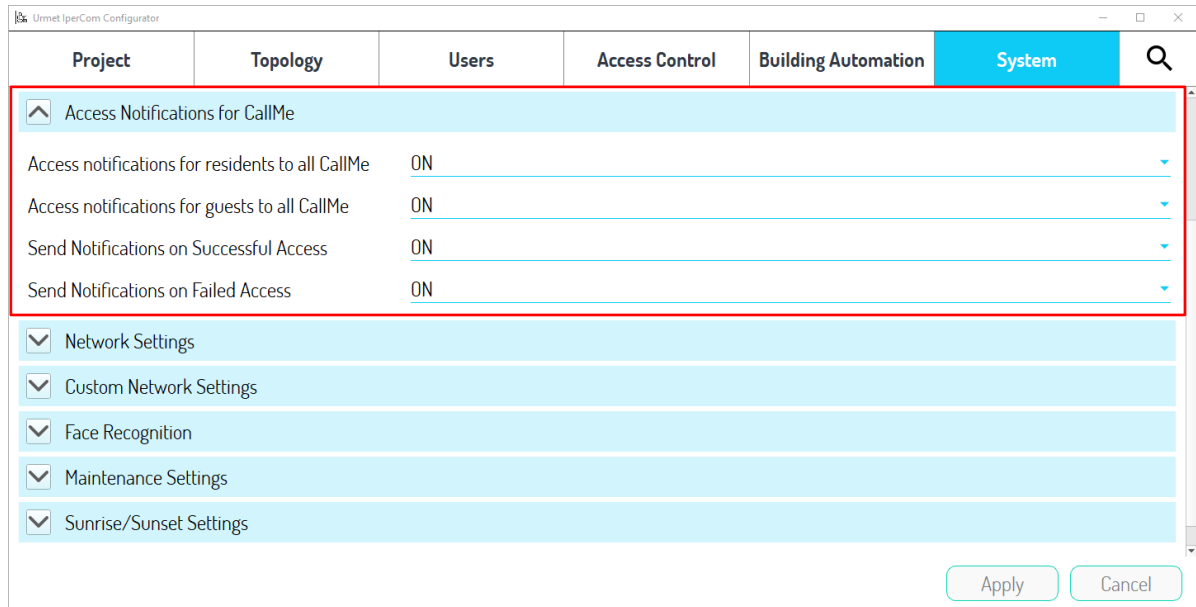 Urmet IperCom Configurator
Project Topology Users Access Control Building Automation System
Access Notifications for CallMe
Access notifications for residents to all CallMe ON
Access notifications for guests to all CallMe ON
Send Notifications on Successful Access ON
Send Notifications on Failed Access ON
Network Settings
Custom Network Settings
Face Recognition
Maintenance Settings
Sunrise/Sunset Settings
Apply Cancel